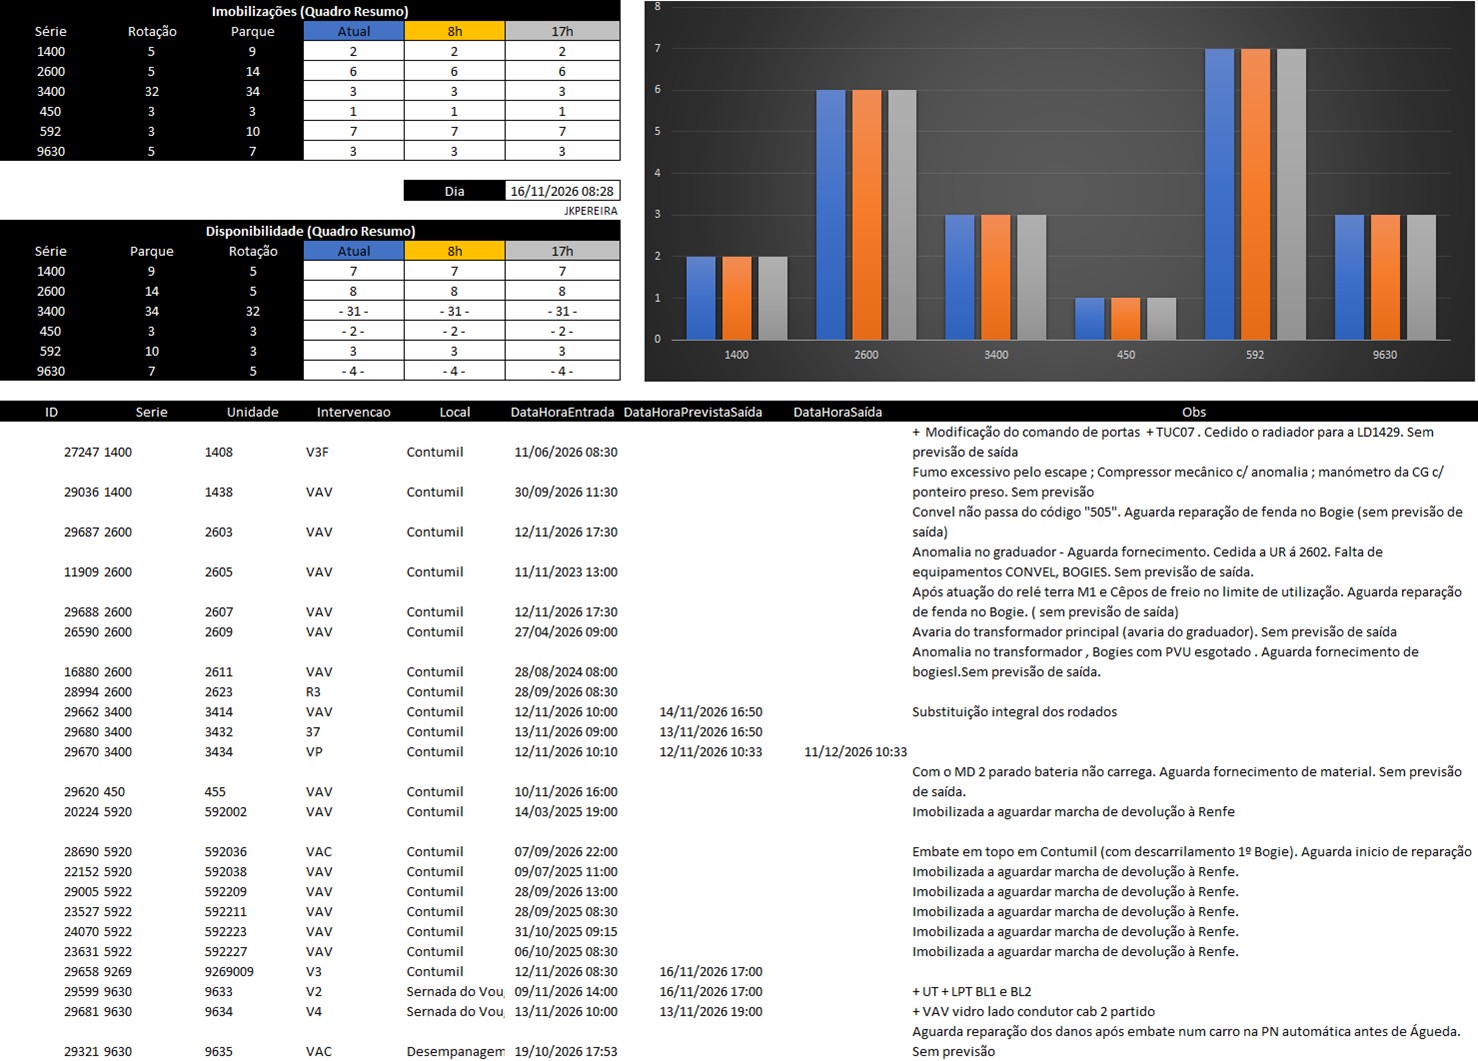 Imobilizações (Quadro Resumo)
Série Rotação Parque Atual 8h 17h
1400 5 9 2 2 2
2600 5 14 6 6 6
3400 32 34 3 3 3
450 3 3 1 1 1
592 3 10 7 7 7
9630 5 7 3 3 3
Dia 16/11/2026 08:28
JKPEREIRA
Disponibilidade (Quadro Resumo)
Série Parque Rotação Atual 8h 17h
1400 9 5 7 7 7
2600 14 5 8 8 8
3400 34 32 - 31 - - 31 - - 31 -
450 3 3 - 2 - - 2 - - 2 -
592 10 3 3 3 3
9630 7 5 - 4 - - 4 - - 4 -
8
7
6
5
4
3
2
1
0
1400 2600 3400 450 592 9630
ID Serie Unidade Intervencao Local DataHoraEntrada DataHoraPrevistaSaída DataHoraSaída Obs
+ Modificação do comando de portas + TUC07 . Cedido o radiador para a LD1429. Sem
27247 1400 1408 V3F Contumil 11/06/2026 08:30 previsão de saída
Fumo excessivo pelo escape ; Compressor mecânico c/ anomalia ; manómetro da CG c/
29036 1400 1438 VAV Contumil 30/09/2026 11:30 ponteiro preso. Sem previsão
Convel não passa do código "505". Aguarda reparação de fenda no Bogie (sem previsão de
29687 2600 2603 VAV Contumil 12/11/2026 17:30 saída)
Anomalia no graduador - Aguarda fornecimento. Cedida a UR á 2602. Falta de
11909 2600 2605 VAV Contumil 11/11/2023 13:00 equipamentos CONVEL, BOGIES. Sem previsão de saída.
Após atuação do relé terra M1 e Cêpos de freio no limite de utilização. Aguarda reparação
29688 2600 2607 VAV Contumil 12/11/2026 17:30 de fenda no Bogie. ( sem previsão de saída)
26590 2600 2609 VAV Contumil 27/04/2026 09:00 Avaria do transformador principal (avaria do graduador). Sem previsão de saída
Anomalia no transformador , Bogies com PVU esgotado . Aguarda fornecimento de
16880 2600 2611 VAV Contumil 28/08/2024 08:00 bogiesl.Sem previsão de saída.
28994 2600 2623 R3 Contumil 28/09/2026 08:30
29662 3400 3414 VAV Contumil 12/11/2026 10:00 14/11/2026 16:50 Substituição integral dos rodados
29680 3400 3432 37 Contumil 13/11/2026 09:00 13/11/2026 16:50
29670 3400 3434 VP Contumil 12/11/2026 10:10 12/11/2026 10:33 11/12/2026 10:33
Com o MD 2 parado bateria não carrega. Aguarda fornecimento de material. Sem previsão
29620 450 455 VAV Contumil 10/11/2026 16:00 de saída.
20224 5920 592002 VAV Contumil 14/03/2025 19:00 Imobilizada a aguardar marcha de devolução à Renfe
28690 5920 592036 VAC Contumil 07/09/2026 22:00 Embate em topo em Contumil (com descarrilamento 1º Bogie). Aguarda inicio de reparação
22152 5920 592038 VAV Contumil 09/07/2025 11:00 Imobilizada a aguardar marcha de devolução à Renfe.
29005 5922 592209 VAV Contumil 28/09/2026 13:00 Imobilizada a aguardar marcha de devolução à Renfe.
23527 5922 592211 VAV Contumil 28/09/2025 08:30 Imobilizada a aguardar marcha de devolução à Renfe.
24070 5922 592223 VAV Contumil 31/10/2025 09:15 Imobilizada a aguardar marcha de devolução à Renfe.
23631 5922 592227 VAV Contumil 06/10/2025 08:30 Imobilizada a aguardar marcha de devolução à Renfe.
29658 9269 9269009 V3 Contumil 12/11/2026 08:30 16/11/2026 17:00
29599 9630 9633 V2 Sernada do Vou 09/11/2026 14:00 16/11/2026 17:00 + UT + LPT BL1 e BL2
29681 9630 9634 V4 Sernada do Vou 13/11/2026 10:00 13/11/2026 19:00 + VAV vidro lado condutor cab 2 partido
Aguarda reparação dos danos após embate num carro na PN automática antes de Águeda.
29321 9630 9635 VAC Desempanagem 19/10/2026 17:53 Sem previsão